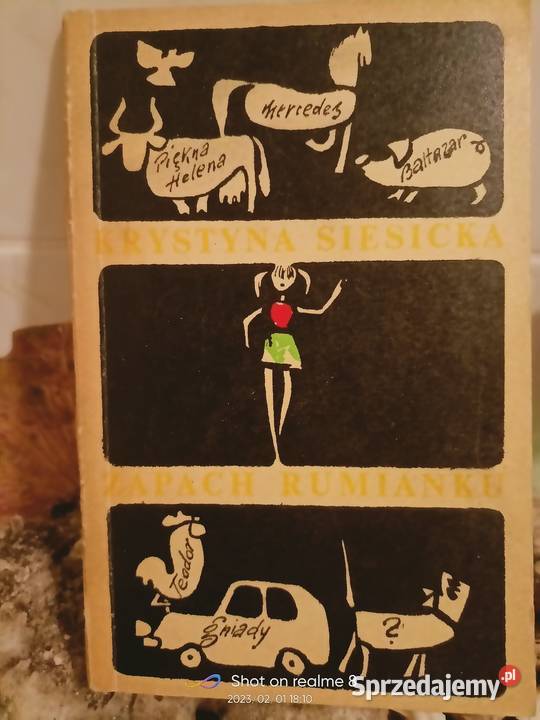 mercedes
Piękna
Helena
Baltazar
KRYSTYNA SIESICKA
ZAPACH RUMIANKU
Teodor
gniady
?
Shot on realme 8
2023. 02. 01 18:10
Sprzedajemy.pl